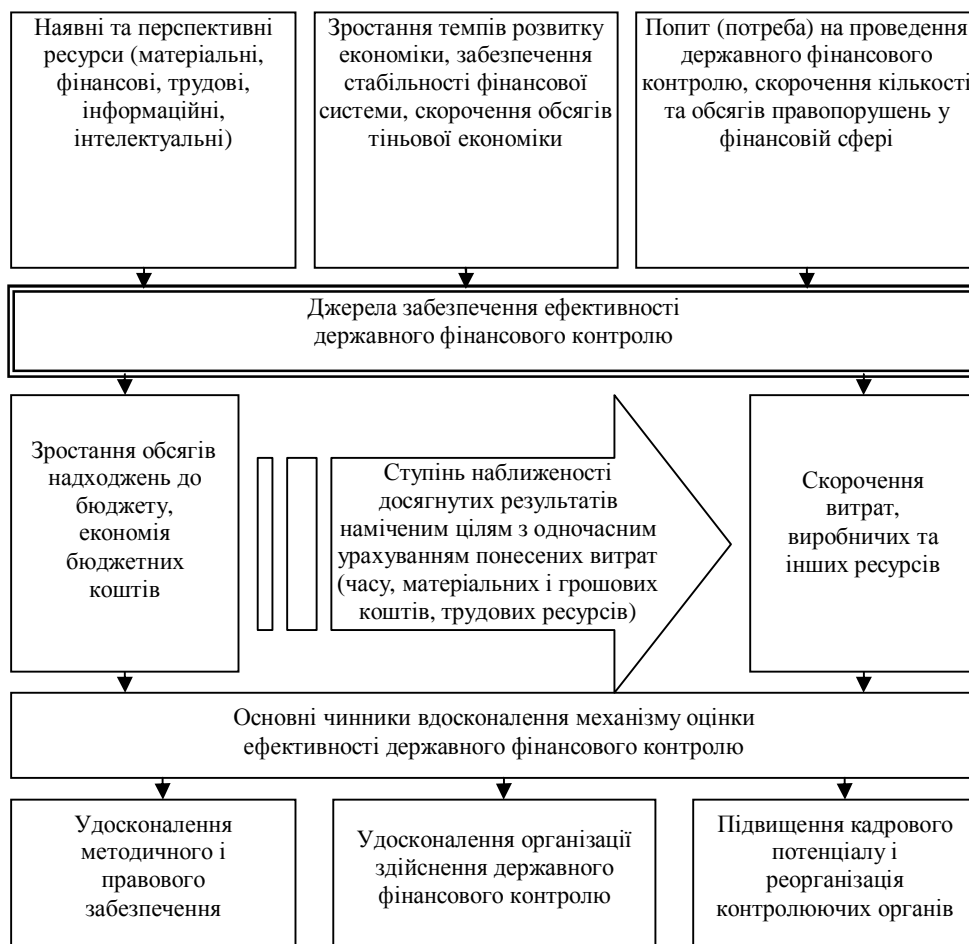 Наявні та перспективні
ресурси (матеріальні,
фінансові, трудові,
інформаційні,
інтелектуальні)
Зростання темпів розвитку
економіки, забезпечення
стабільності фінансової
системи, скорочення обсягів
тіньової економіки
Попит (потреба) на проведення
державного фінансового
контролю, скорочення кількості
та обсягів правопорушень у
фінансовій сфері
Джерела забезпечення ефективності
державного фінансового контролю
Зростання обсягів
надходжень до
бюджету,
економія
бюджетних
коштів
Ступінь наближеності
досягнутих результатів
наміченим цілям з одночасним
урахуванням понесених витрат
(часу, матеріальних і грошових
коштів, трудових ресурсів)
Скорочення
витрат,
виробничих та
інших ресурсів
Основні чинники вдосконалення механізму оцінки
ефективності державного фінансового контролю
Удосконалення
методичного і
правового
забезпечення
Удосконалення організації
здійснення державного
фінансового контролю
Підвищення кадрового
потенціалу і
реорганізація
контролюючих органів